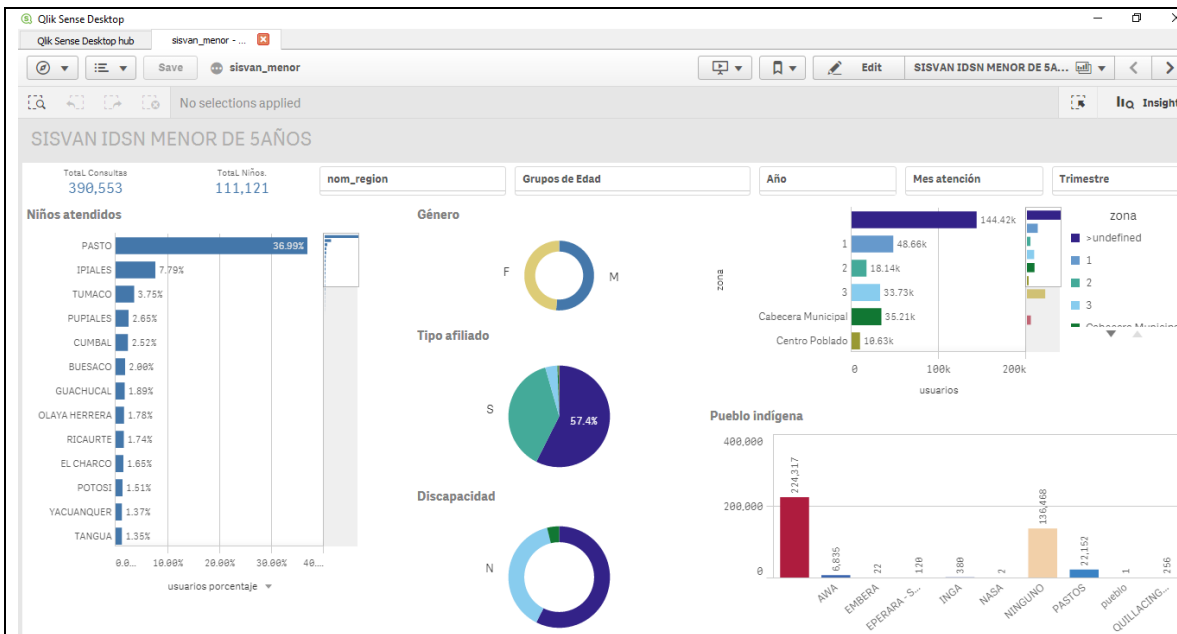 Qlik Sense Desktop
Qlik Sense Desktop hub
sisvan_menor - ...
Save
sisvan_menor
Edit
SISVAN IDSN MENOR DE 5A...
No selections applied
Insight
SISVAN IDSN MENOR DE 5AÑOS
TotaL Consultas
390,553
TotaL Niños.
111,121
nom_region
Grupos de Edad
Año
Mes atención
Trimestre
Niños atendidos
PASTO 36.99%
IPIALES 7.79%
TUMACO 3.75%
PUPIALES 2.65%
CUMBAL 2.52%
BUESACO 2.00%
GUACHUCAL 1.89%
OLAYA HERRERA 1.78%
RICAURTE 1.74%
EL CHARCO 1.65%
POTOSI 1.51%
YACUANQUER 1.37%
TANGUA 1.35%
0.0... 10.00% 20.00% 30.00% 40...
usuarios porcentaje
Género
F
M
Tipo afiliado
S
57.4%
Discapacidad
N
zona
144.42k
1 48.66k
2 18.14k
3 33.73k
Cabecera Municipal 35.21k
Centro Poblado 10.63k
0 100k 200k
usuarios
zona
>undefined
1
2
3
Cabecera Municipa
Pueblo indígena
400,000
200,000
0
224,317
6,835
22
120
380
2
136,468
22,152
1
256
AWA
EMBERA
EPERARA - S...
INGA
NASA
NINGUNO
PASTOS
pueblo
QUILLACING...